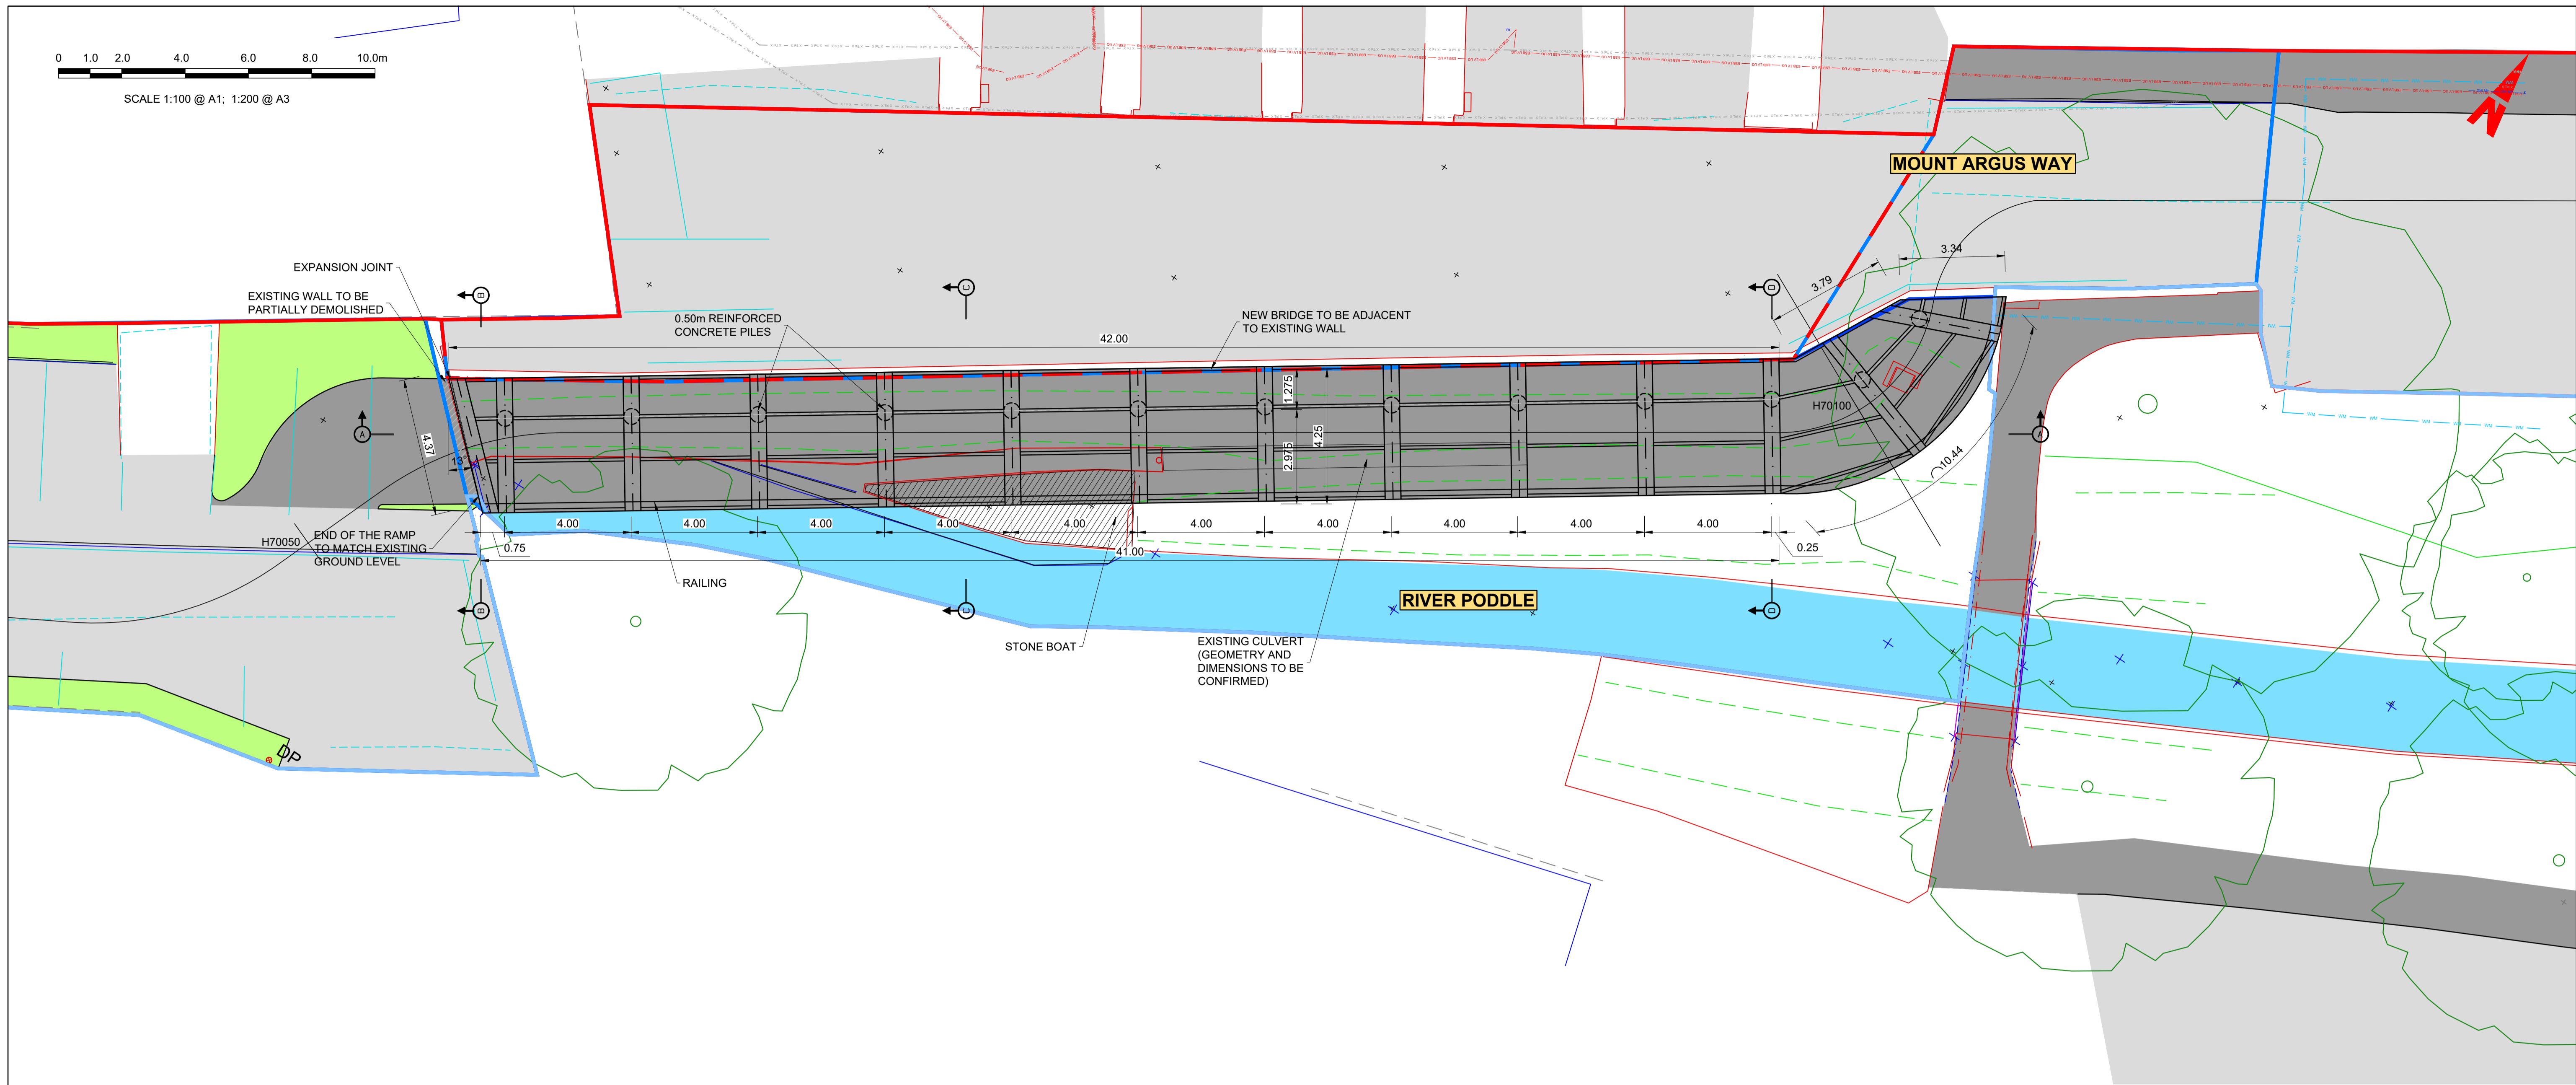 0 1.0 2.0 4.0 6.0 8.0 10.0m
SCALE 1:100 @ A1; 1:200 @ A3
N
MOUNT ARGUS WAY
EXPANSION JOINT
EXISTING WALL TO BE
PARTIALLY DEMOLISHED
B
C
D
0.50m REINFORCED
CONCRETE PILES
NEW BRIDGE TO BE ADJACENT
TO EXISTING WALL
42.00
3.79
3.34
A
4.37
13°
1.275
2.975
4.25
H70100
10.44
A
H70050
END OF THE RAMP
TO MATCH EXISTING
GROUND LEVEL
4.00 4.00 4.00 4.00 4.00 4.00 4.00 4.00 4.00 4.00
0.75
41.00
0.25
RAILING
B
C
D
RIVER PODDLE
STONE BOAT
EXISTING CULVERT
(GEOMETRY AND
DIMENSIONS TO BE
CONFIRMED)
DP